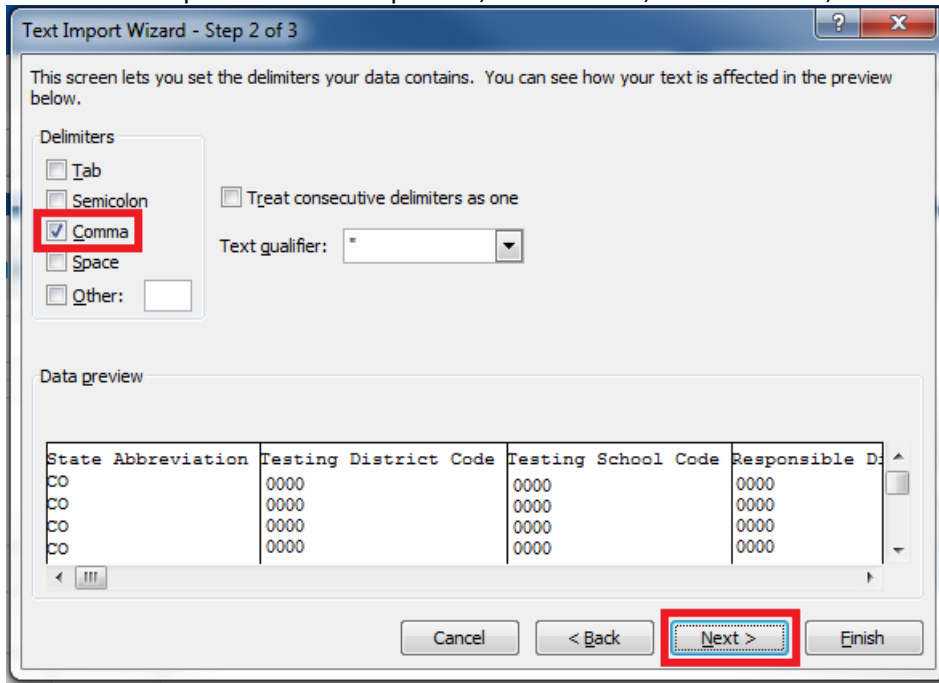 Text Import Wizard - Step 2 of 3
This screen lets you set the delimiters your data contains. You can see how your text is affected in the preview
below.
Delimiters
Tab
Semicolon
Treat consecutive delimiters as one
Comma
Text qualifier: "
Space
Other:
Data preview
State Abbreviation Testing District Code Testing School Code Responsible Di
CO 0000 0000 0000
CO 0000 0000 0000
CO 0000 0000 0000
CO 0000 0000 0000
Cancel < Back Next > Finish